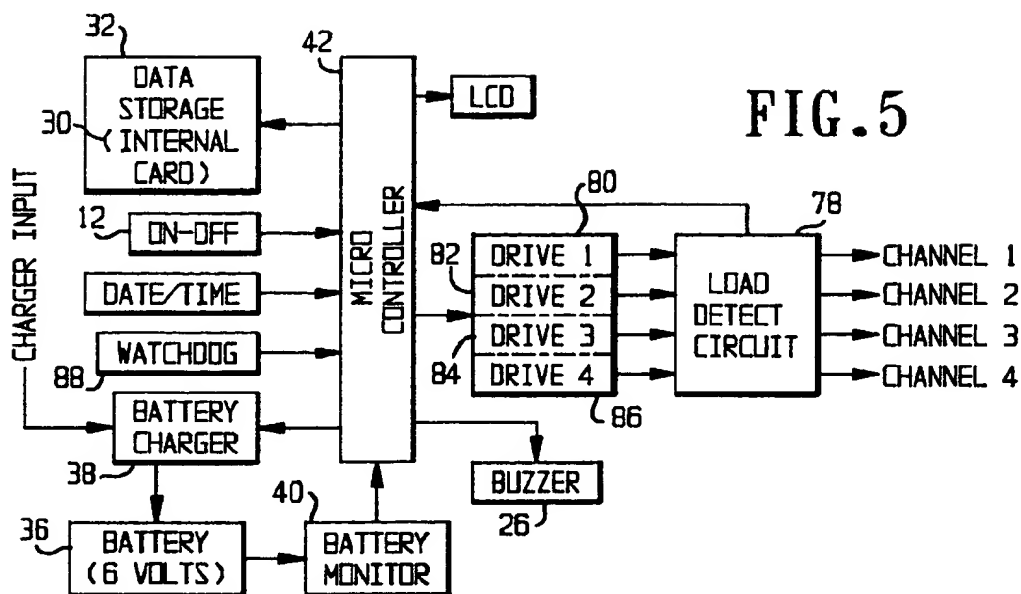 FIG.5
32
DATA
STORAGE
30
(INTERNAL
CARD)
42
MICRO
CONTROLLER
LCD
CHARGER INPUT
12
ON-OFF
DATE/TIME
WATCHDOG
88
BATTERY
CHARGER
38
36
BATTERY
(6 VOLTS)
40
BATTERY
MONITOR
80
82
DRIVE 1
DRIVE 2
84
DRIVE 3
DRIVE 4
86
78
LOAD
DETECT
CIRCUIT
CHANNEL 1
CHANNEL 2
CHANNEL 3
CHANNEL 4
BUZZER
26